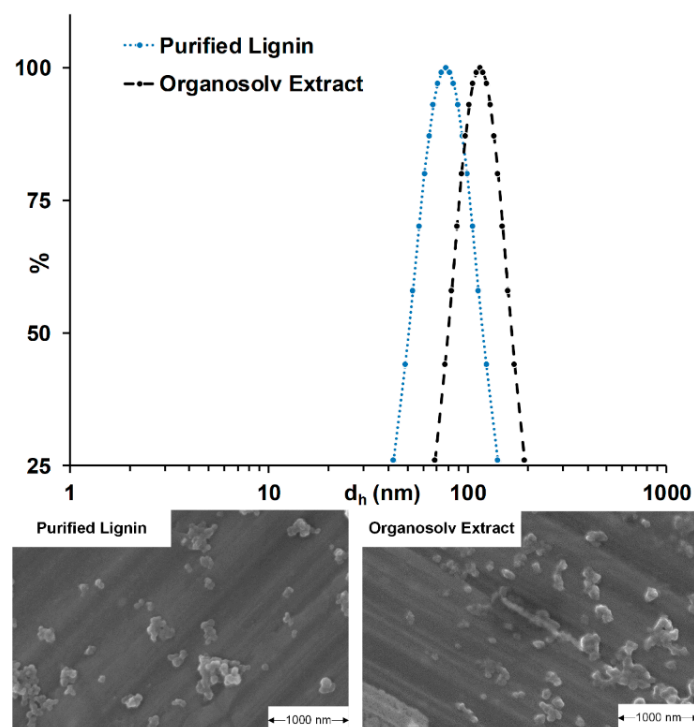 Purified Lignin
Organosolv Extract
100
75
%
50
25
1
10
dₕ (nm)
100
1000
Purified Lignin
Organosolv Extract
1000 nm
1000 nm